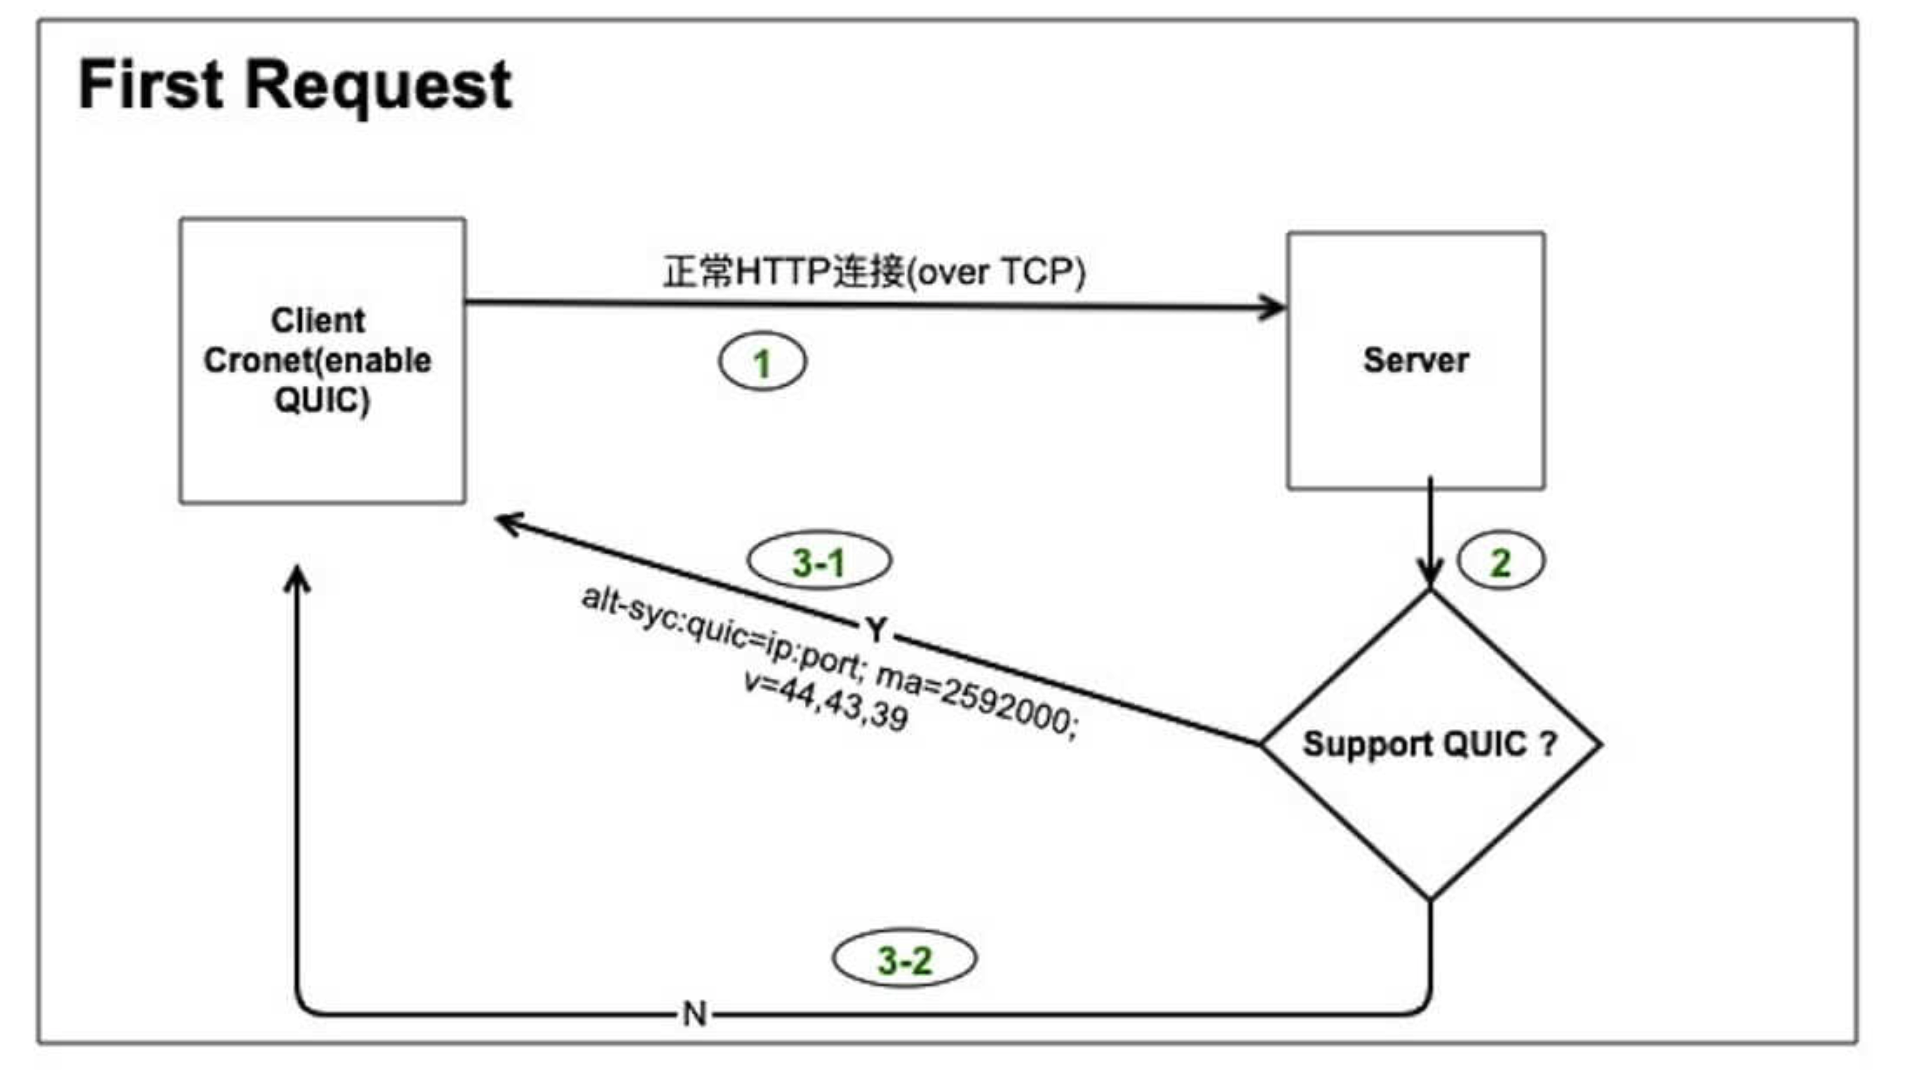 First Request
Client
Cronet(enable
QUIC)
正常HTTP连接(over TCP)
1
Server
2
3-1
Y
alt-syc:quic=ip:port; ma=2592000;
v=44,43,39
Support QUIC ?
3-2
N